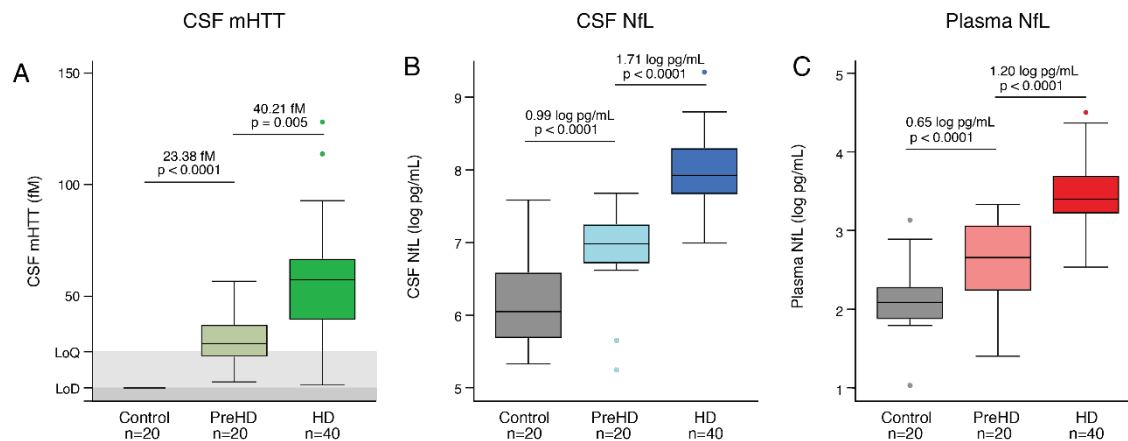 CSF mHTT
CSF NfL
Plasma NfL
A
CSF mHTT (fM)
150
100
50
LoQ
LoD
23.38 fM
p < 0.0001
40.21 fM
p = 0.005
Control
n=20
PreHD
n=20
HD
n=40
B
CSF NfL (log pg/mL)
9
8
7
6
5
0.99 log pg/mL
p < 0.0001
1.71 log pg/mL
p < 0.0001
Control
n=20
PreHD
n=20
HD
n=40
C
Plasma NfL (log pg/mL)
5
4
3
2
1
0.65 log pg/mL
p < 0.0001
1.20 log pg/mL
p < 0.0001
Control
n=20
PreHD
n=20
HD
n=40